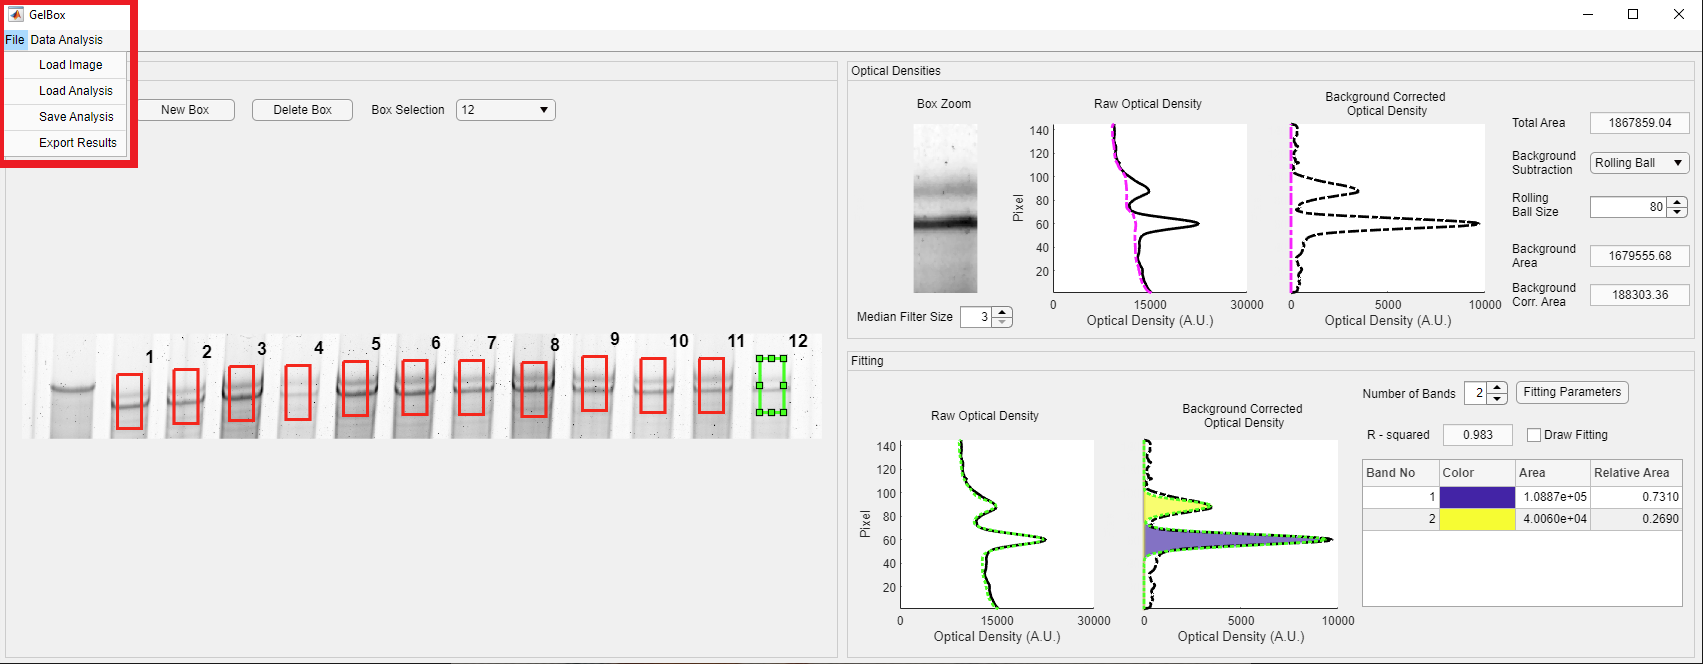 GelBox
File Data Analysis
Load Image
Load Analysis
Save Analysis
Export Results
New Box
Delete Box
Box Selection
12
1
2
3
4
5
6
7
8
9
10
11
12
Optical Densities
Box Zoom
Median Filter Size
3
Raw Optical Density
140
120
100
80
60
40
20
Pixel
0
15000
30000
Optical Density (A.U.)
Background Corrected
Optical Density
0
5000
10000
Optical Density (A.U.)
Total Area
1867859.04
Background
Subtraction
Rolling Ball
Rolling
Ball Size
80
Background
Area
1679555.68
Background
Corr. Area
188303.36
Fitting
Raw Optical Density
140
120
100
80
60
40
20
Pixel
0
15000
30000
Optical Density (A.U.)
Background Corrected
Optical Density
0
5000
10000
Optical Density (A.U.)
Number of Bands
2
Fitting Parameters
R - squared
0.983
Draw Fitting
Band No Color Area Relative Area
1 1.0887e+05 0.7310
2 4.0060e+04 0.2690